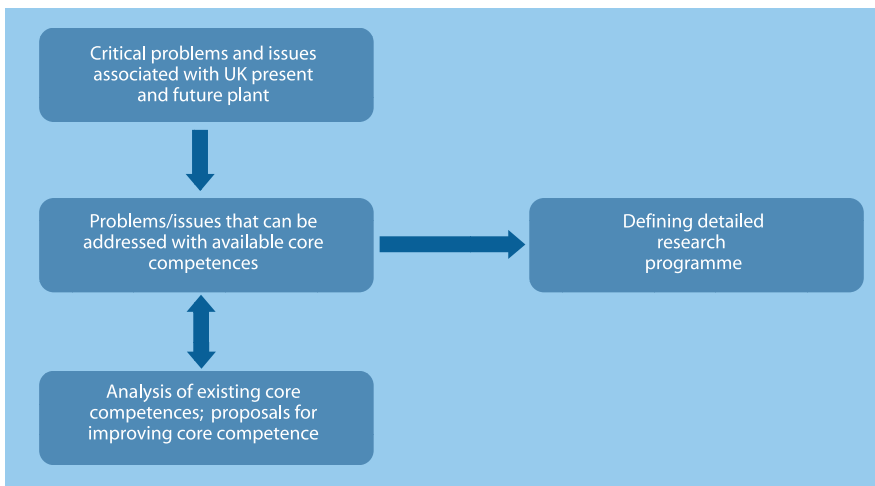 Critical problems and issues
associated with UK present
and future plant
Problems/issues that can be
addressed with available core
competences
Defining detailed
research
programme
Analysis of existing core
competences; proposals for
improving core competence